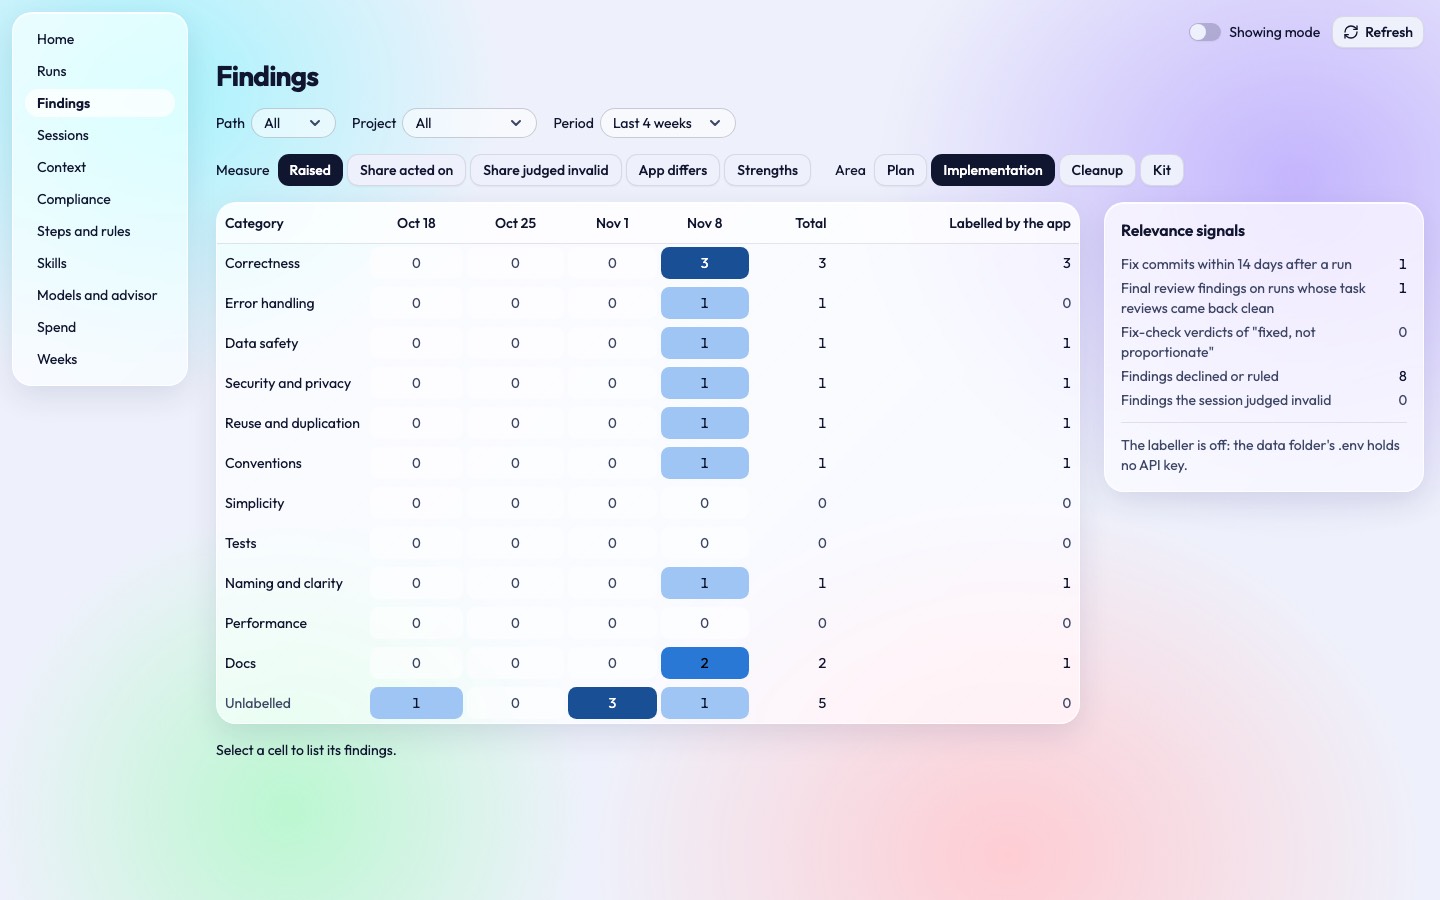 Home
Runs
Findings
Sessions
Context
Compliance
Steps and rules
Skills
Models and advisor
Spend
Weeks
Showing mode
Refresh
Findings
Path All Project All Period Last 4 weeks
Measure Raised Share acted on Share judged invalid App differs Strengths Area Plan Implementation Cleanup Kit
Category Oct 18 Oct 25 Nov 1 Nov 8 Total Labelled by the app
Correctness 0 0 0 3 3 3
Error handling 0 0 0 1 1 0
Data safety 0 0 0 1 1 1
Security and privacy 0 0 0 1 1 1
Reuse and duplication 0 0 0 1 1 1
Conventions 0 0 0 1 1 1
Simplicity 0 0 0 0 0 0
Tests 0 0 0 0 0 0
Naming and clarity 0 0 0 1 1 1
Performance 0 0 0 0 0 0
Docs 0 0 0 2 2 1
Unlabelled 1 0 3 1 5 0
Select a cell to list its findings.
Relevance signals
Fix commits within 14 days after a run 1
Final review findings on runs whose task 1
reviews came back clean
Fix-check verdicts of "fixed, not 0
proportionate"
Findings declined or ruled 8
Findings the session judged invalid 0
The labeller is off: the data folder's .env holds
no API key.